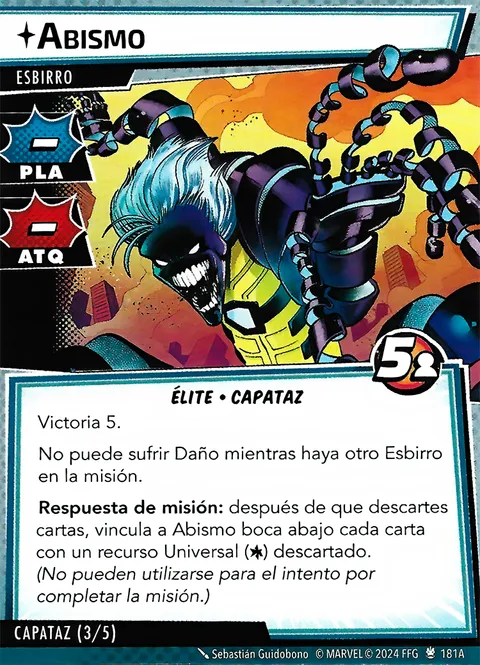 ABISMO
ESBIRRO
-
PLA
-
ATQ
5
ÉLITE • CAPATAZ
Victoria 5.
No puede sufrir Daño mientras haya otro Esbirro
en la misión.
Respuesta de misión: después de que descartes
cartas, vincula a Abismo boca abajo cada carta
con un recurso Universal (★) descartado.
(No pueden utilizarse para el intento por
completar la misión.)
CAPATAZ (3/5)
Sebastián Guidobono © MARVEL © 2024 FFG 181A